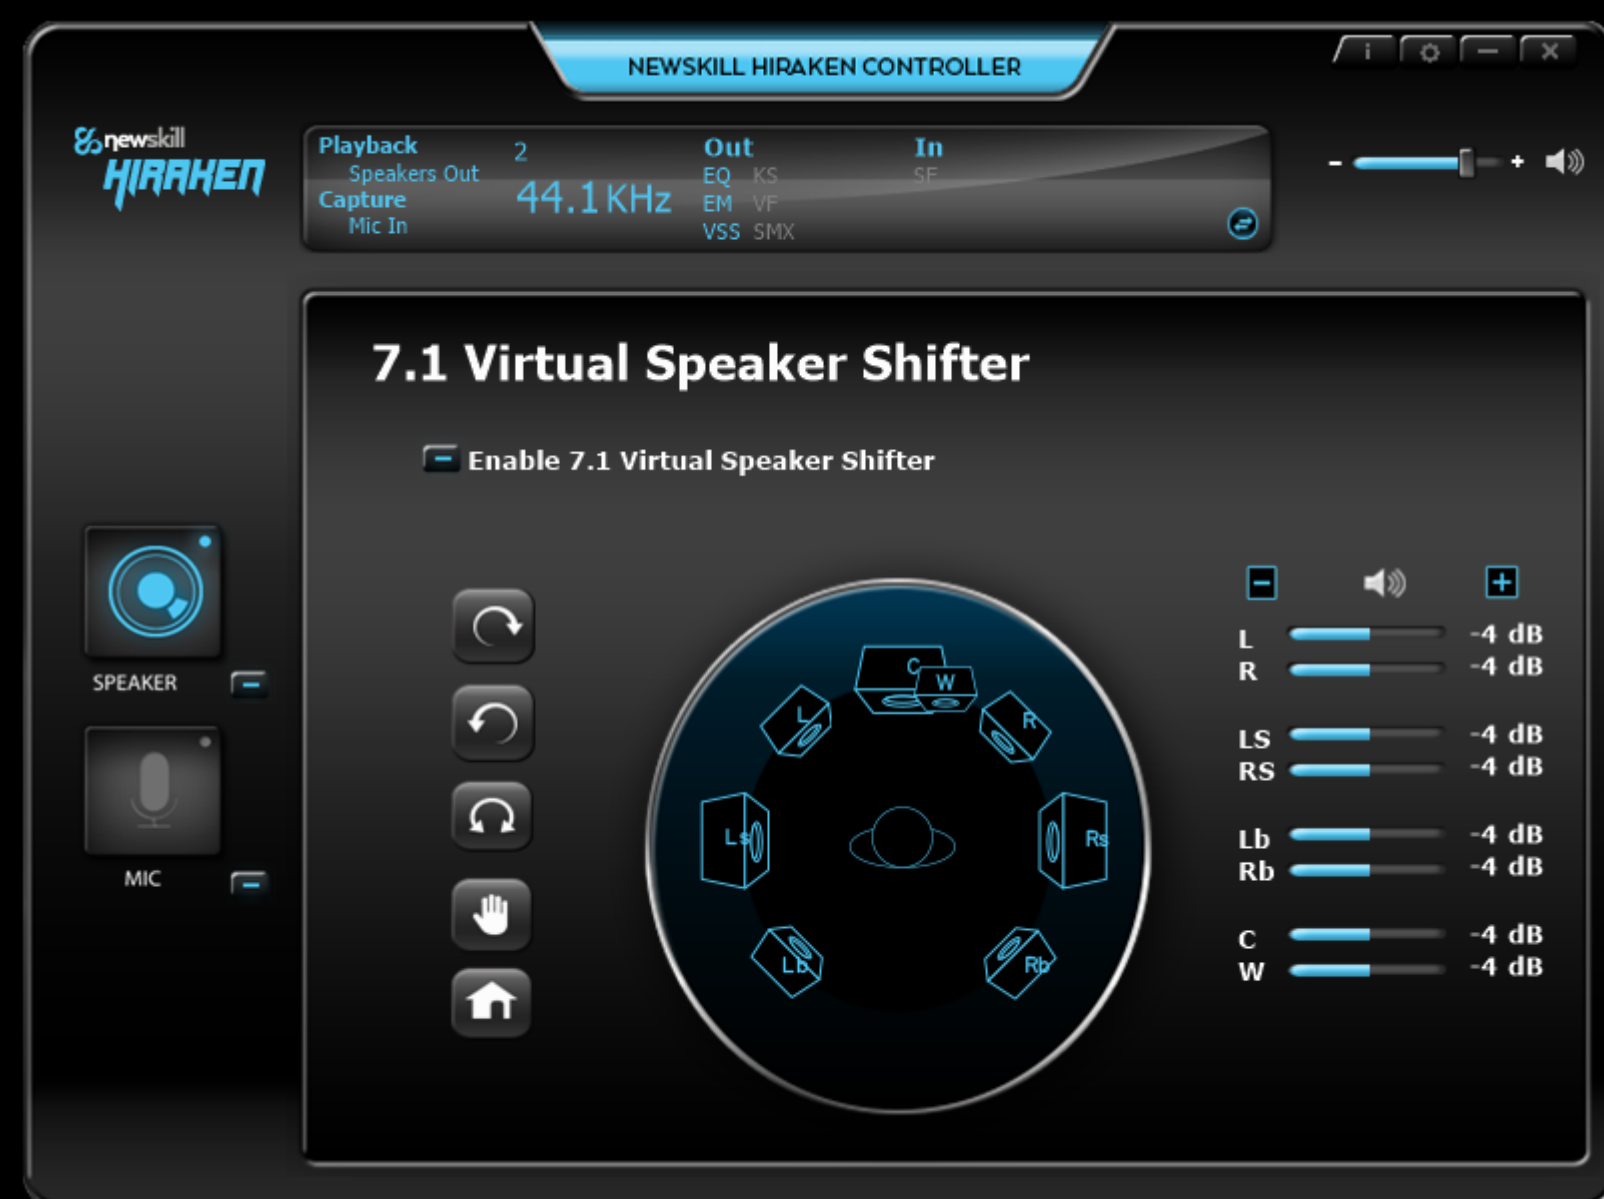 NEWSKILL HIRAKEN CONTROLLER
i
newskill
HIRAKEN
Playback 2 Out In
Speakers Out EQ KS SF
Capture 44.1KHz EM VF
Mic In VSS SMX
- +
7.1 Virtual Speaker Shifter
Enable 7.1 Virtual Speaker Shifter
SPEAKER
MIC
C
W
L
R
Ls
Rs
Lb
Rb
L -4 dB
R -4 dB
LS -4 dB
RS -4 dB
Lb -4 dB
Rb -4 dB
C -4 dB
W -4 dB